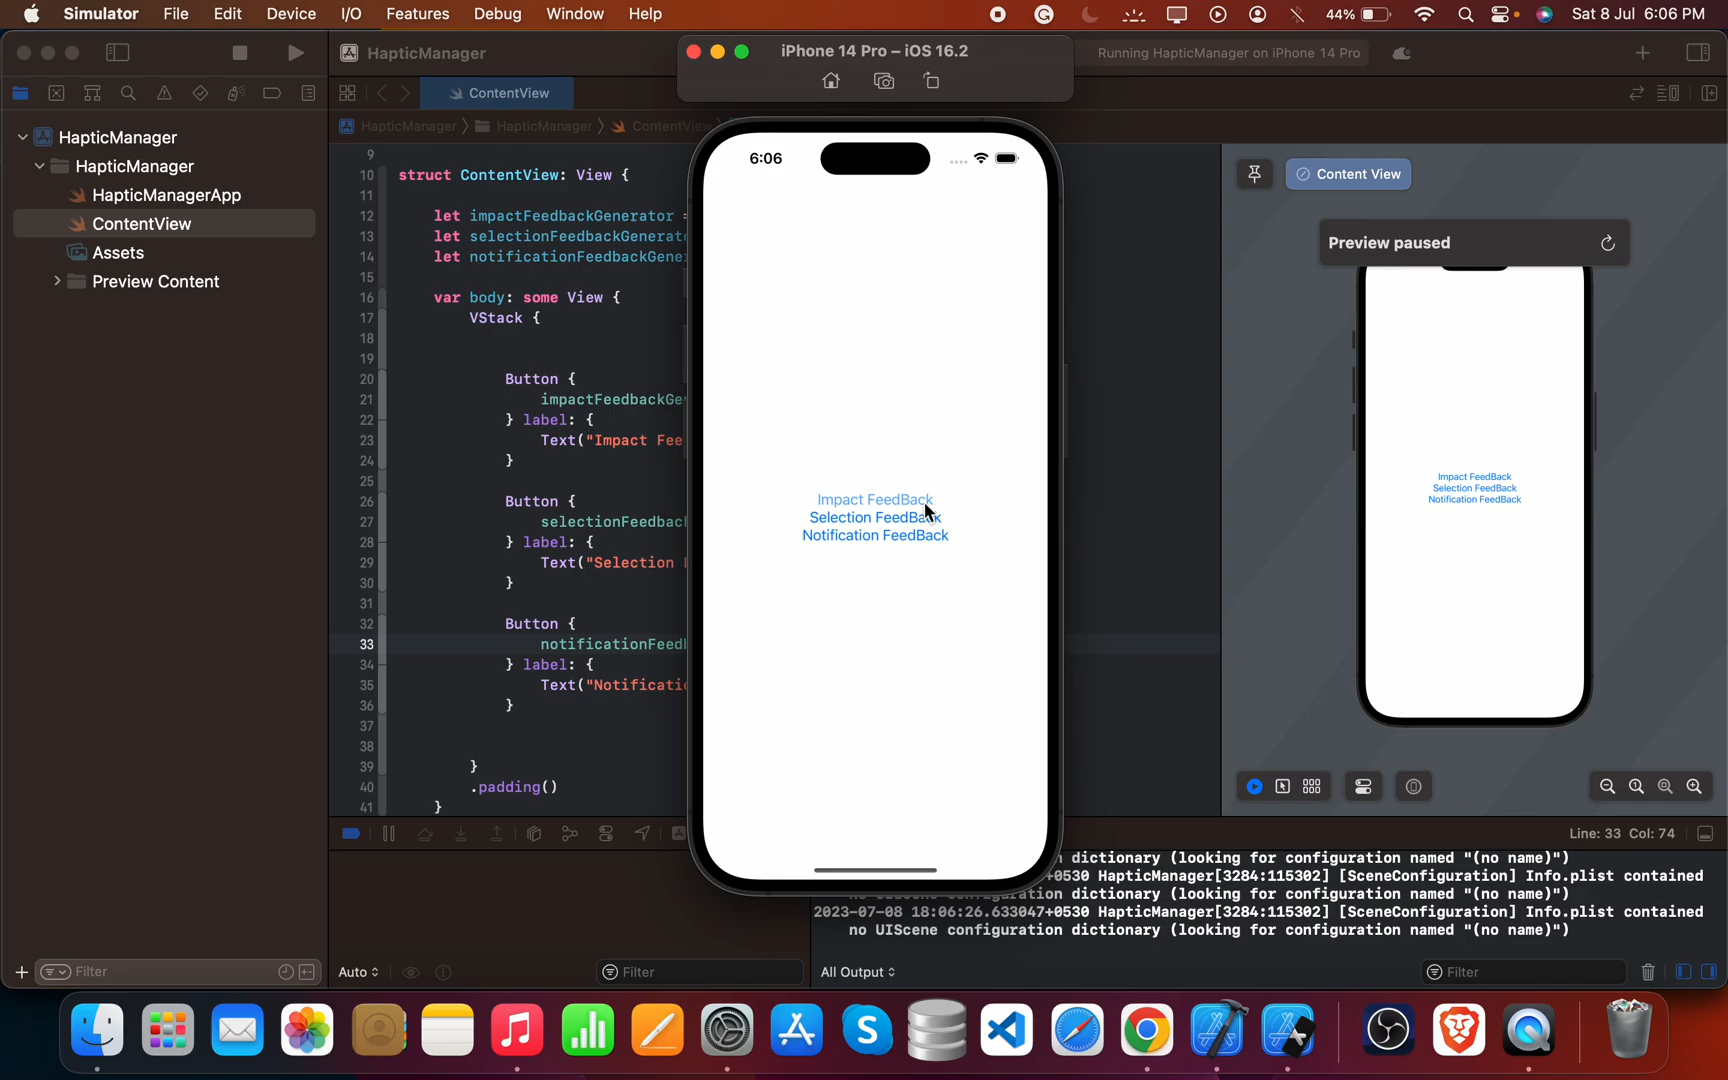 Simulator File Edit Device I/O Features Debug Window Help 44% Sat 8 Jul 6:06 PM
HapticManager
iPhone 14 Pro – iOS 16.2
Running HapticManager on iPhone 14 Pro
ContentView
HapticManager
HapticManager
HapticManagerApp
ContentView
Assets
Preview Content
HapticManager HapticManager ContentView
9
10 struct ContentView: View {
11
12 let impactFeedbackGenerator =
13 let selectionFeedbackGenerato
14 let notificationFeedbackGene
15
16 var body: some View {
17 VStack {
18
19
20 Button {
21 impactFeedbackGe
22 } label: {
23 Text("Impact Fee
24 }
25
26 Button {
27 selectionFeedbac
28 } label: {
29 Text("Selection
30 }
31
32 Button {
33 notificationFeed
34 } label: {
35 Text("Notificatio
36 }
37
38
39 }
40 .padding()
41 }
6:06
Impact FeedBack
Selection FeedBack
Notification FeedBack
Content View
Preview paused
Impact FeedBack
Selection FeedBack
Notification FeedBack
Line: 33 Col: 74
dictionary (looking for configuration named "(no name)")
+0530 HapticManager[3284:115302] [SceneConfiguration] Info.plist contained
no UIScene configuration dictionary (looking for configuration named "(no name)")
2023-07-08 18:06:26.633047+0530 HapticManager[3284:115302] [SceneConfiguration] Info.plist contained
no UIScene configuration dictionary (looking for configuration named "(no name)")
Filter
Auto
Filter
All Output
Filter